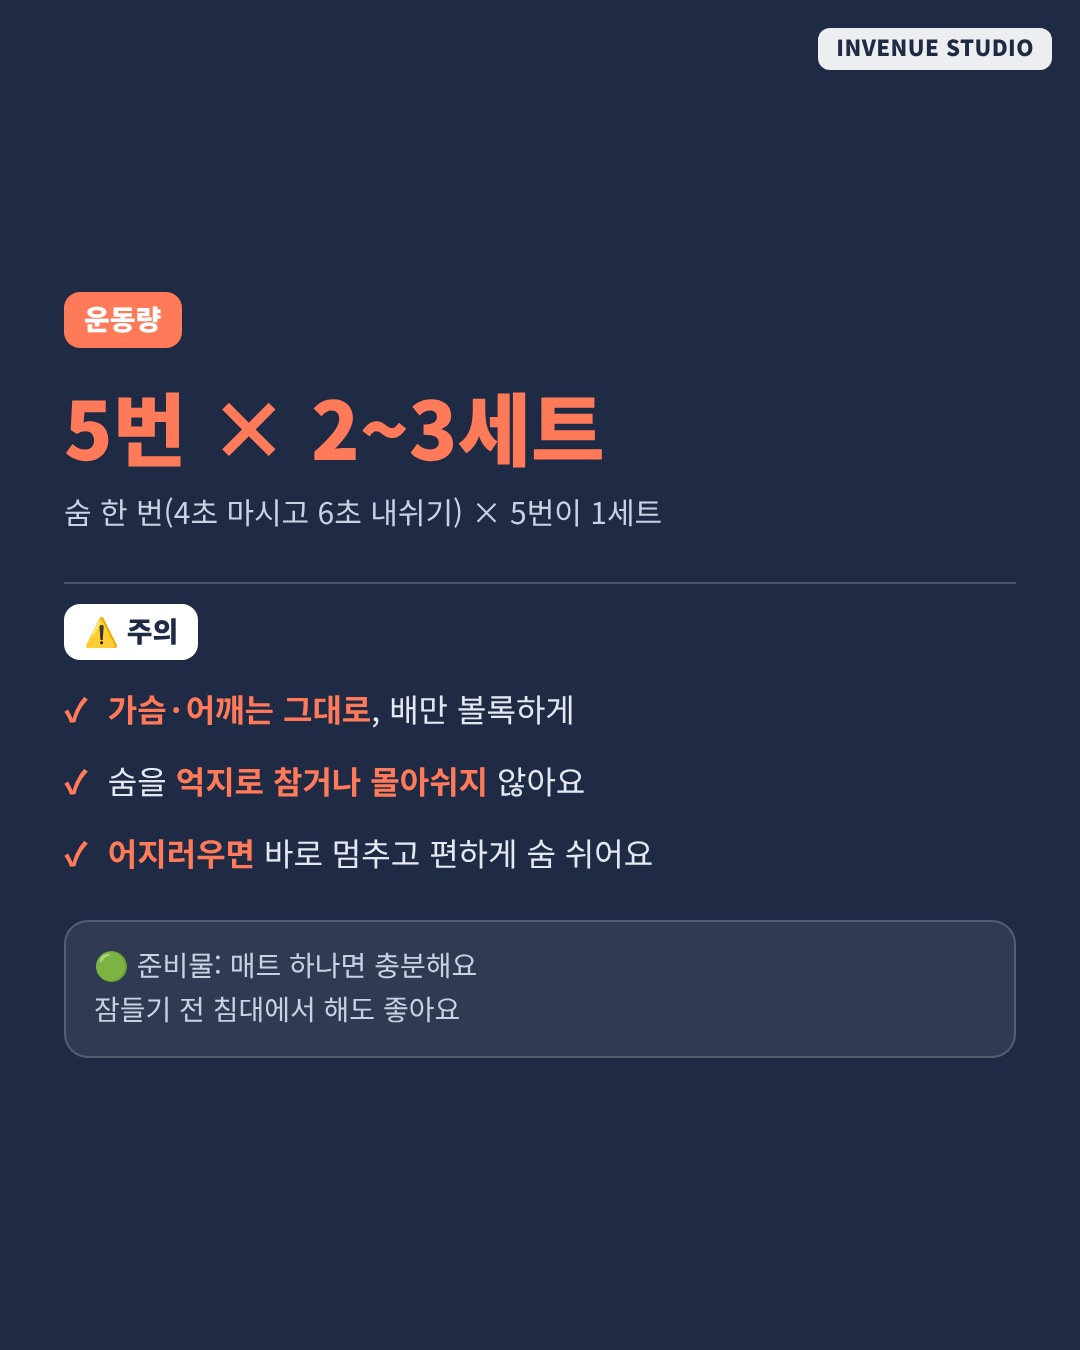 INVENUE STUDIO
운동량
5번 × 2~3세트
숨 한 번(4초 마시고 6초 내쉬기) × 5번이 1세트
⚠️ 주의
✓ 가슴·어깨는 그대로, 배만 볼록하게
✓ 숨을 억지로 참거나 몰아쉬지 않아요
✓ 어지러우면 바로 멈추고 편하게 숨 쉬어요
🟢 준비물: 매트 하나면 충분해요
잠들기 전 침대에서 해도 좋아요